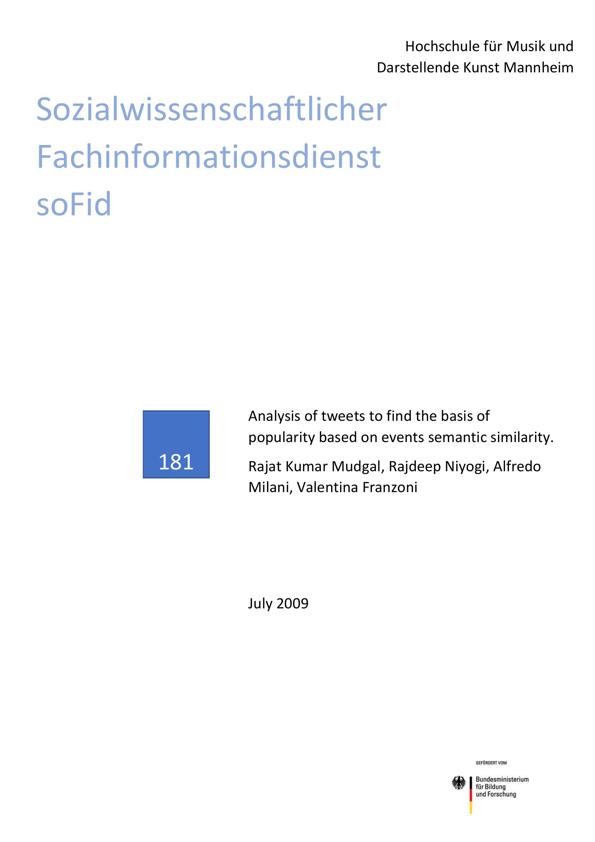 Hochschule für Musik und
Darstellende Kunst Mannheim
Sozialwissenschaftlicher
Fachinformationsdienst
soFid
181
Analysis of tweets to find the basis of
popularity based on events semantic similarity.
Rajat Kumar Mudgal, Rajdeep Niyogi, Alfredo
Milani, Valentina Franzoni
July 2009
GEFÖRDERT VOM
Bundesministerium
für Bildung
und Forschung